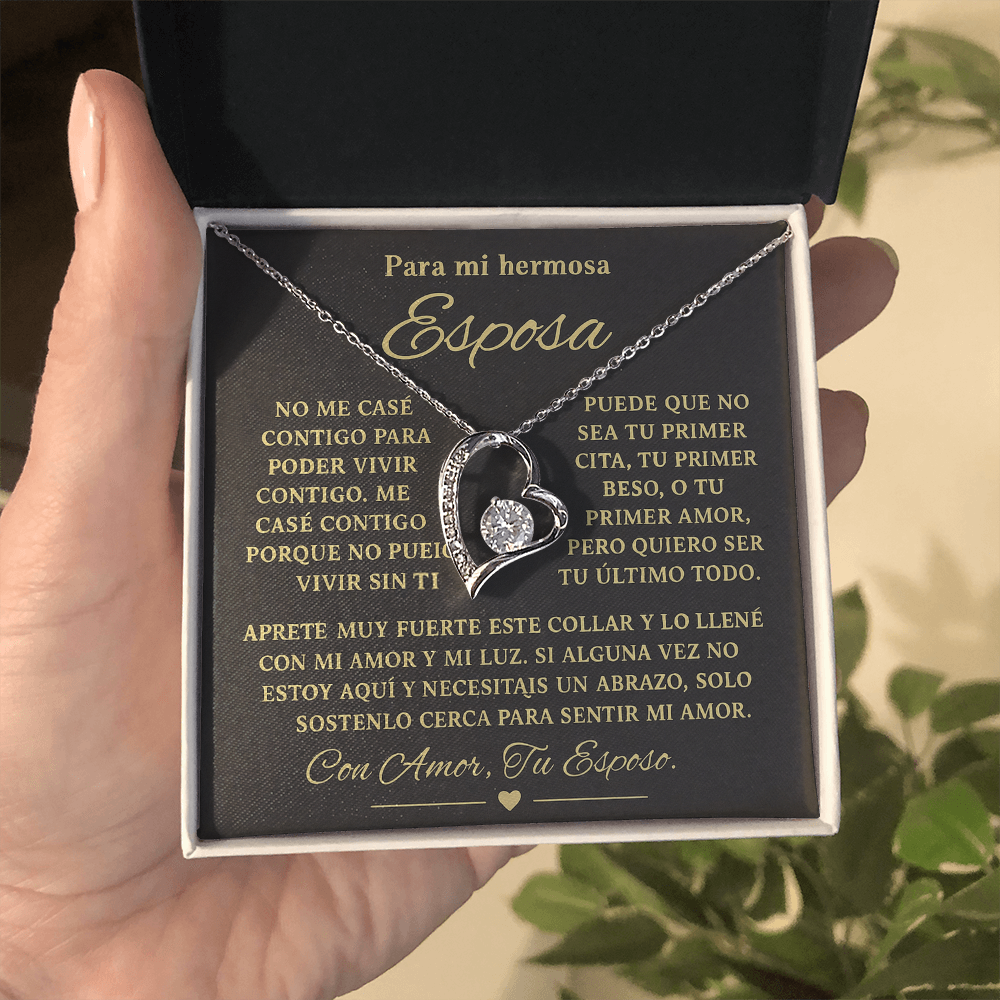 Para mi hermosa
Esposa
NO ME CASÉ
CONTIGO PARA
PODER VIVIR
CONTIGO. ME
CASÉ CONTIGO
PORQUE NO
VIVIR SIN TI
PUEDE QUE NO
SEA TU PRIMER
CITA, TU PRIMER
BESO, O TU
PRIMER AMOR,
PERO QUIERO SER
TU ÚLTIMO TODO.
APRETE MUY FUERTE ESTE COLLAR Y LO LLENÉ
CON MI AMOR Y MI LUZ. SI ALGUNA VEZ NO
ESTOY AQUÍ Y NECESITAIS UN ABRAZO, SOLO
SOSTENLO CERCA PARA SENTIR MI AMOR.
Con Amor, Tu Esposo.